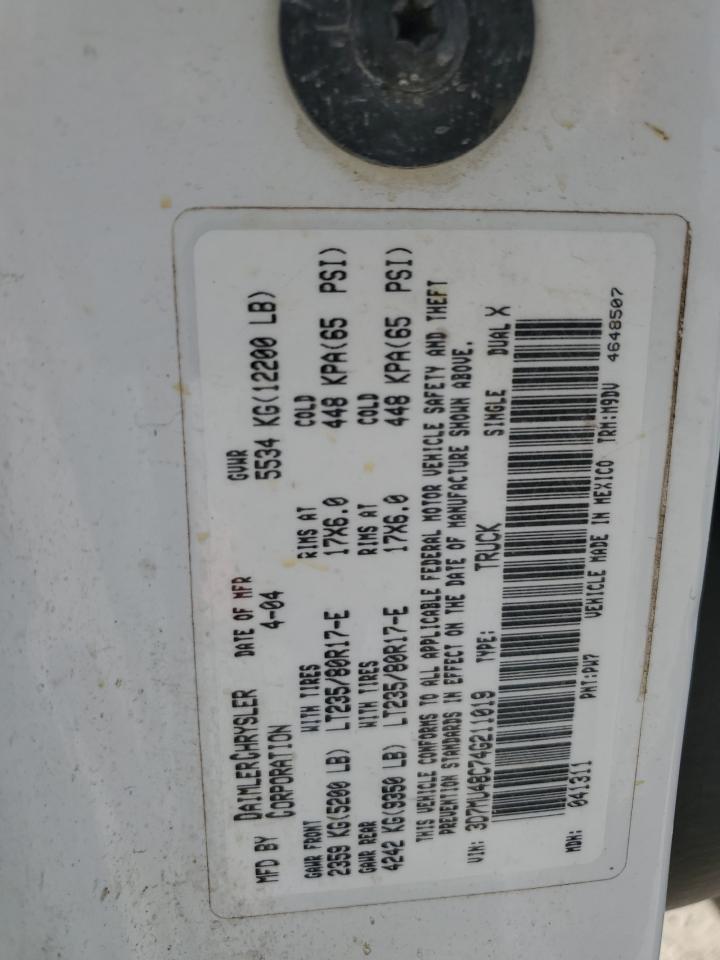 MFD BY DAIMLERCHRYSLER CORPORATION DATE OF MFR 4-04 GVWR 5534 KG(12200 LB)
GAWR FRONT WITH TIRES RIMS AT COLD
2359 KG(5200 LB) LT235/80R17-E 17X6.0 448 KPA(65 PSI)
GAWR REAR WITH TIRES RIMS AT COLD
4242 KG(9350 LB) LT235/80R17-E 17X6.0 448 KPA(65 PSI)
THIS VEHICLE CONFORMS TO ALL APPLICABLE FEDERAL MOTOR VEHICLE SAFETY AND THEFT
PREVENTION STANDARDS IN EFFECT ON THE DATE OF MANUFACTURE SHOWN ABOVE.
VIN: 3D7MU48C74G211019 TYPE: TRUCK SINGLE DUAL X
MDH: 041311 PNT:PW7 VEHICLE MADE IN MEXICO TRM:M9DV 4648507